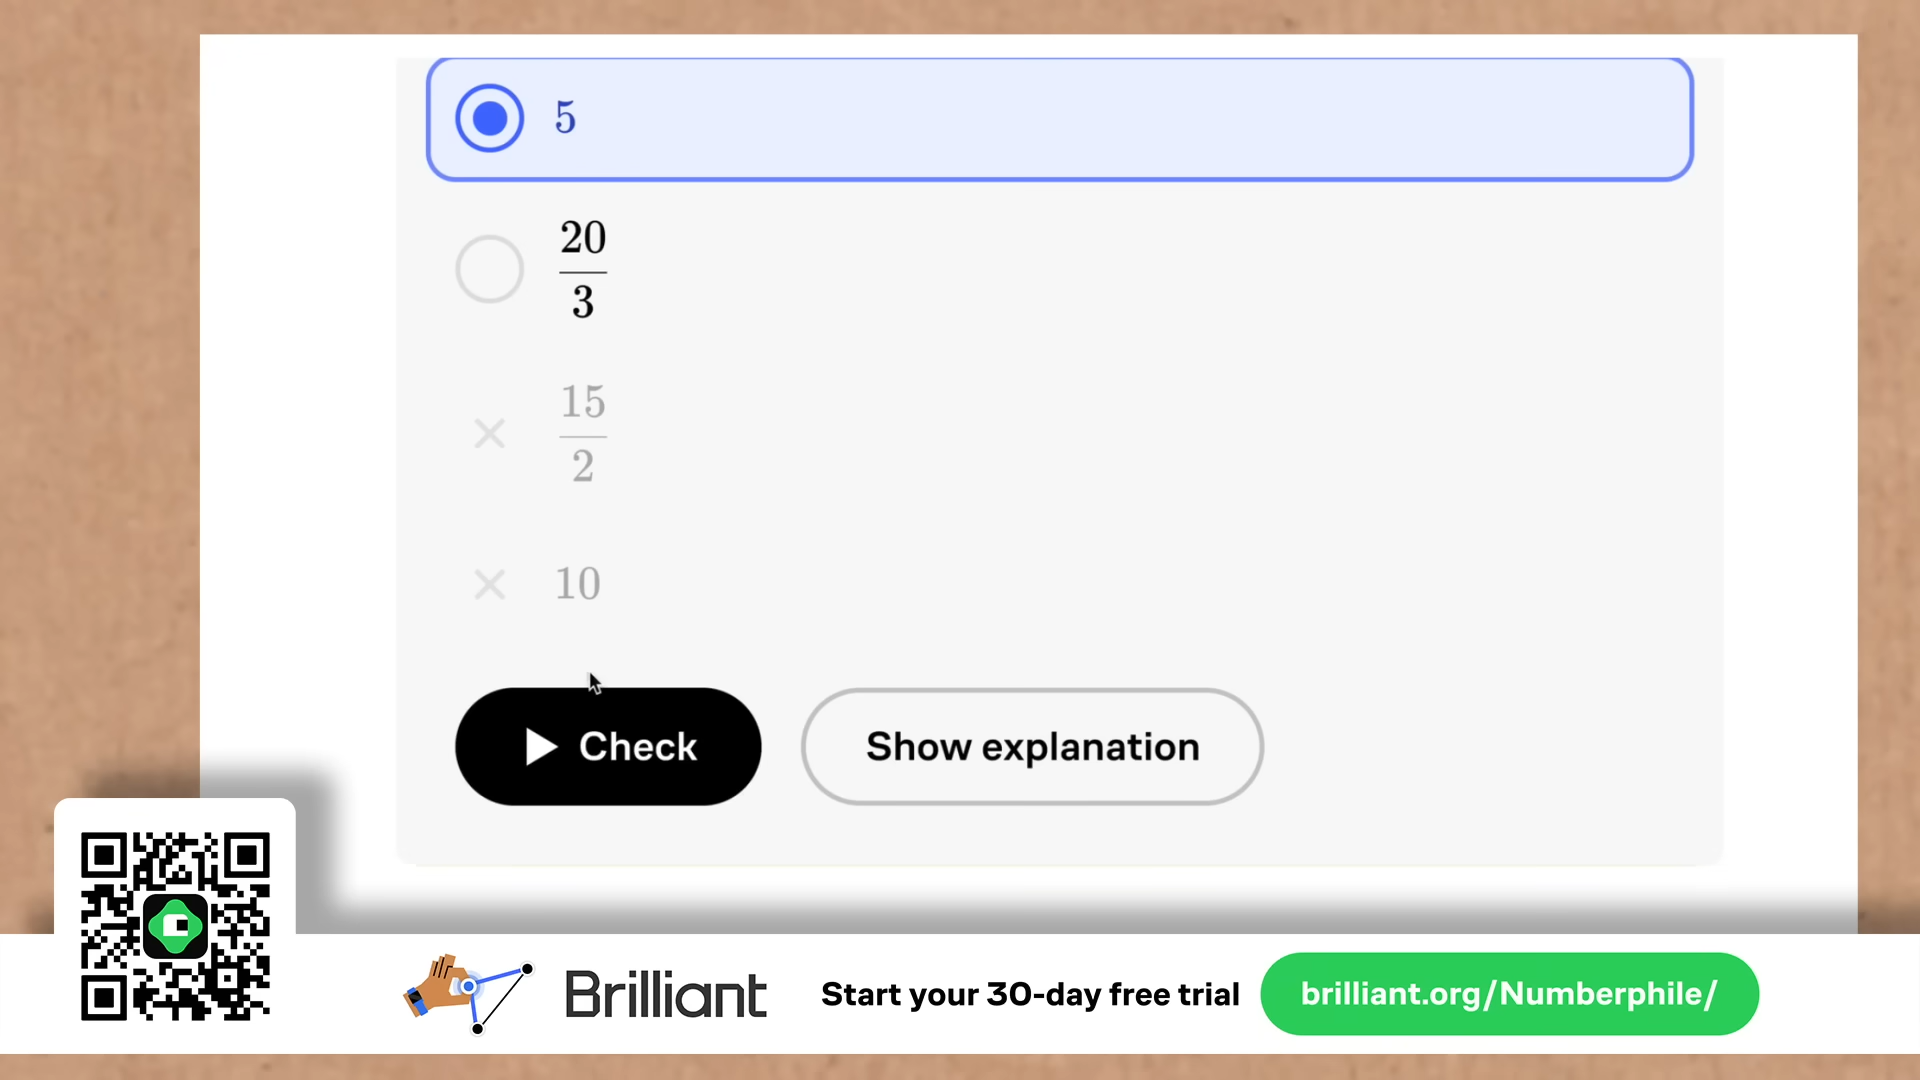 5
20
3
15
2
10
Check
Show explanation
Brilliant
Start your 30-day free trial
brilliant.org/Numberphile/